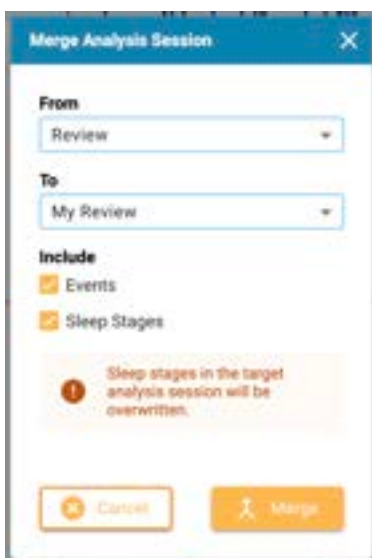 Merge Analysis Session
From
Review
To
My Review
Include
Events
Sleep Stages
Sleep stages in the target
analysis session will be
overwritten.
Cancel
Merge